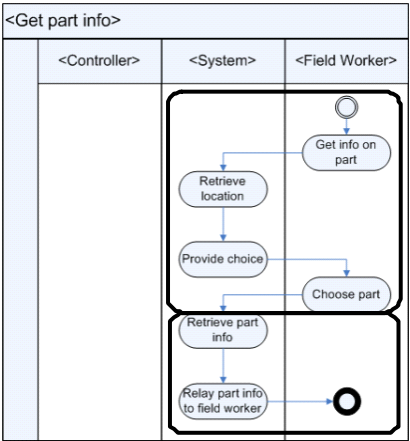 <Get part info>
<Controller>
<System>
<Field Worker>
Get info on
part
Retrieve
location
Provide choice
Choose part
Retrieve part
info
Relay part info
to field worker